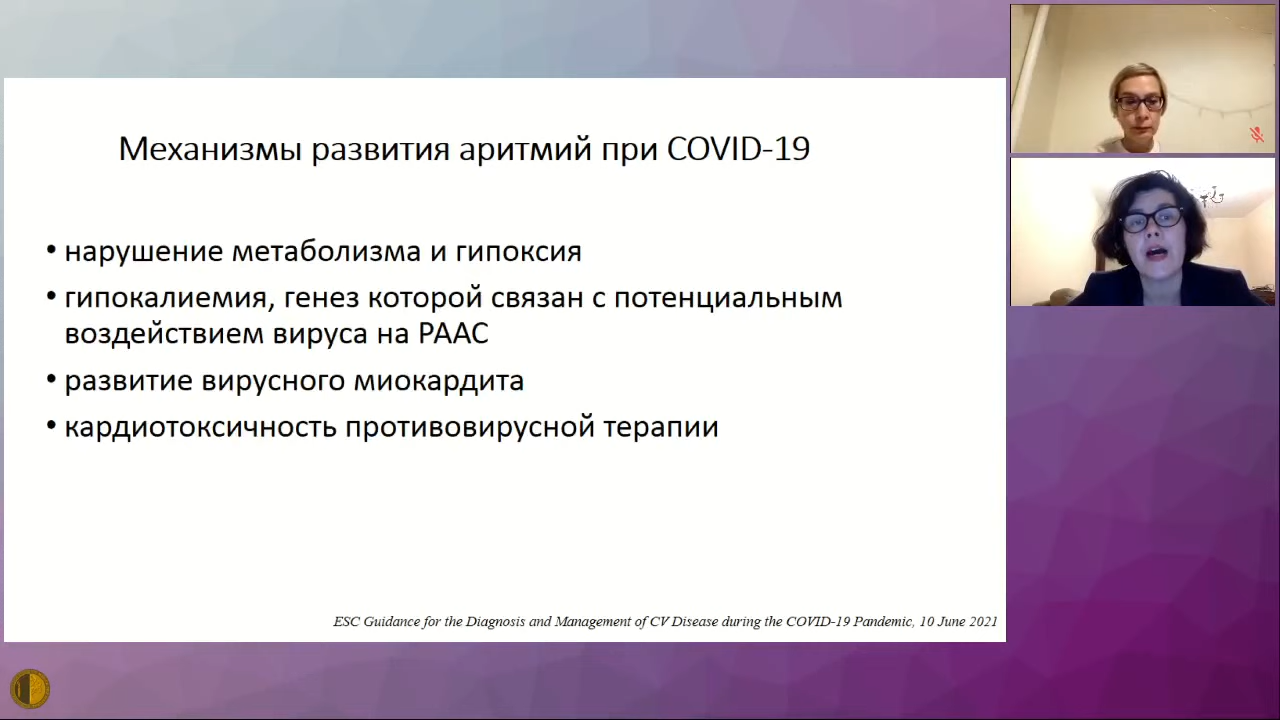 Механизмы развития аритмий при COVID-19
• нарушение метаболизма и гипоксия
• гипокалиемия, генез которой связан с потенциальным
воздействием вируса на РААС
• развитие вирусного миокардита
• кардиотоксичность противовирусной терапии
ESC Guidance for the Diagnosis and Management of CV Disease during the COVID-19 Pandemic, 10 June 2021